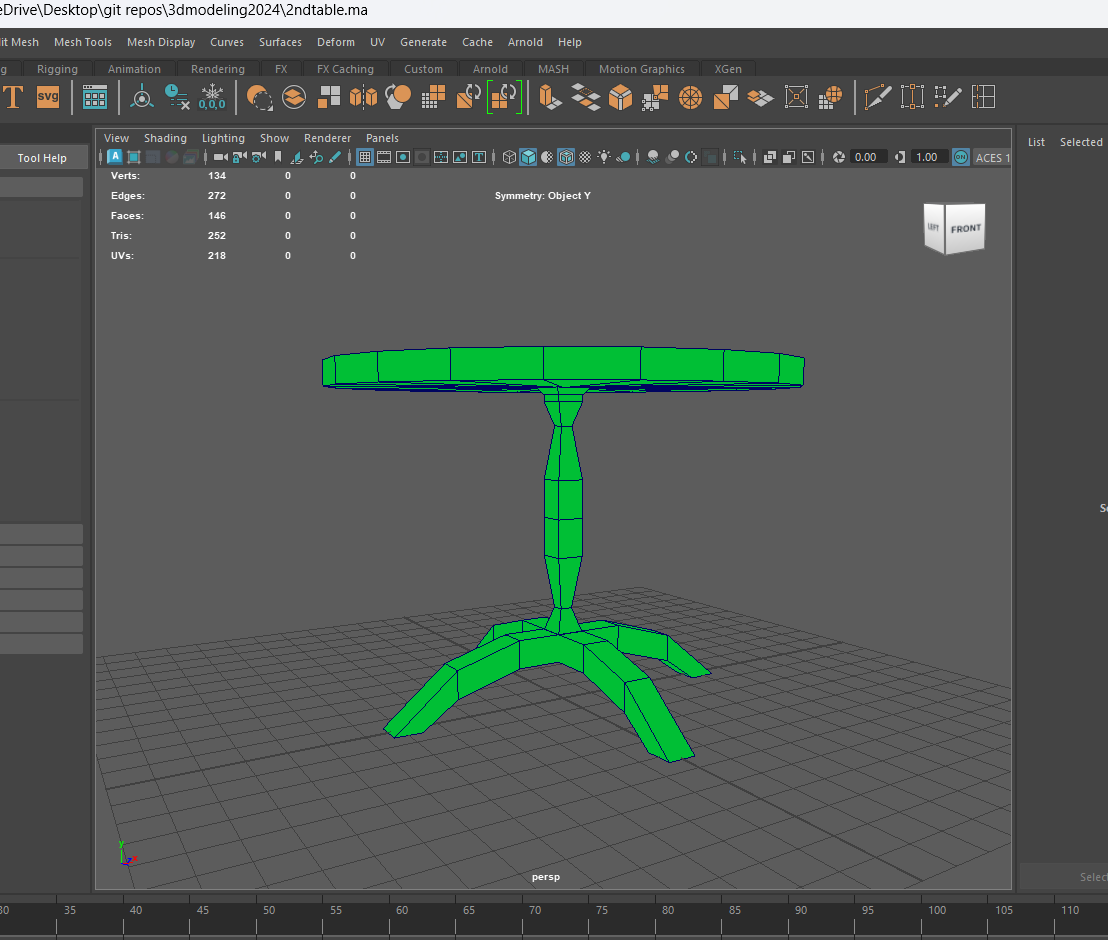 eDrive\Desktop\git repos\3dmodeling2024\2ndtable.ma
it Mesh Mesh Tools Mesh Display Curves Surfaces Deform UV Generate Cache Arnold Help
g Rigging Animation Rendering FX FX Caching Custom Arnold MASH Motion Graphics XGen
T svg 0,0,0
View Shading Lighting Show Renderer Panels
List Selected
Tool Help
A T 0.00 1.00 ON ACES 1
Verts: 134 0 0
Edges: 272 0 0
Symmetry: Object Y
Faces: 146 0 0
Tris: 252 0 0
UVs: 218 0 0
LEFT FRONT
S
y
z x
persp
Select
30 35 40 45 50 55 60 65 70 75 80 85 90 95 100 105 110